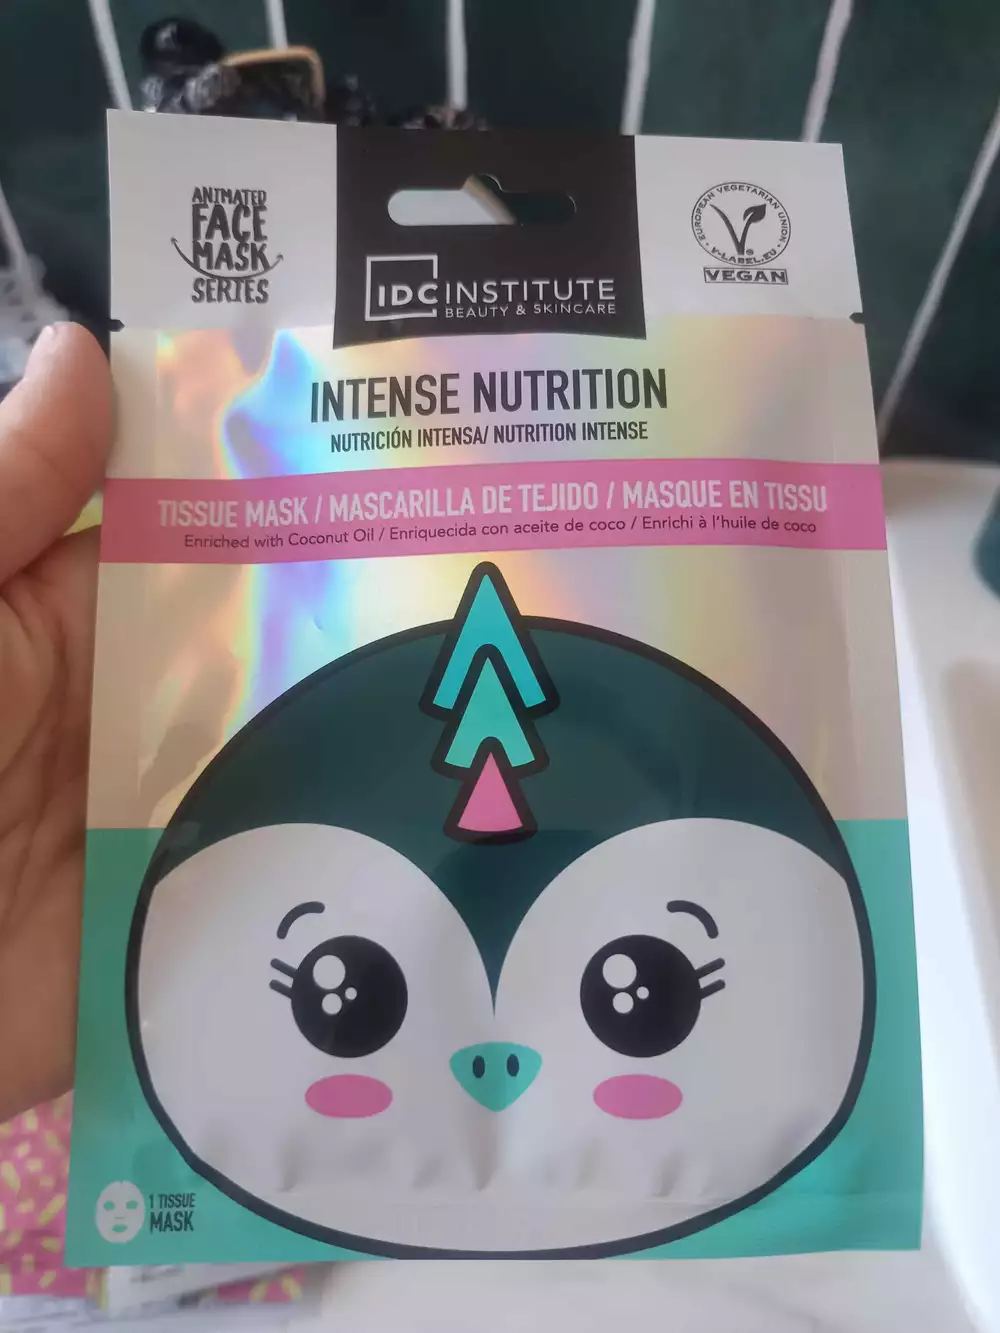 ANIMATED
FACE
MASK
SERIES
IDC INSTITUTE
BEAUTY & SKINCARE
EUROPEAN VEGETARIAN UNION
V-LABEL.EU
VEGAN
INTENSE NUTRITION
NUTRICIÓN INTENSA/ NUTRITION INTENSE
TISSUE MASK / MASCARILLA DE TEJIDO / MASQUE EN TISSU
Enriched with Coconut Oil / Enriquecida con aceite de coco / Enrichi à l'huile de coco
1 TISSUE
MASK